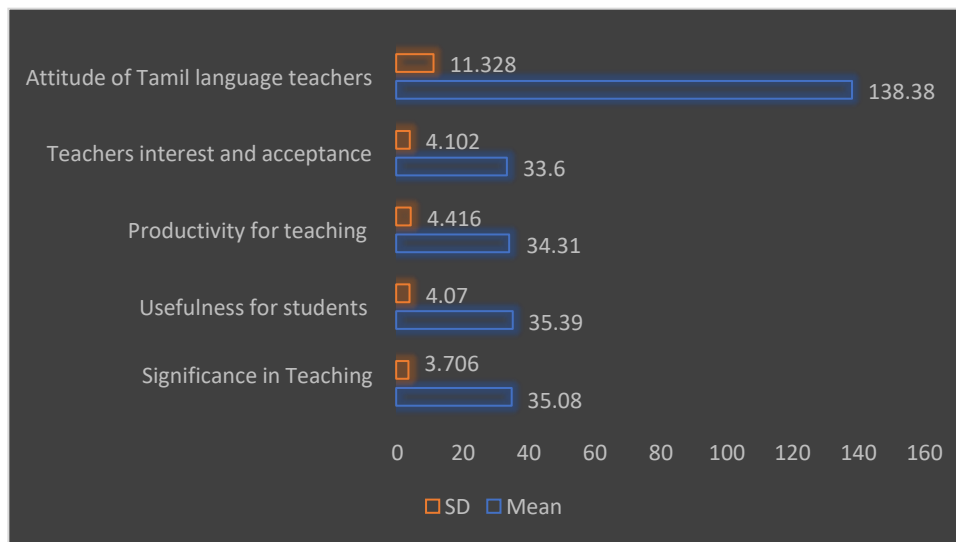 Attitude of Tamil language teachers
11.328
138.38
Teachers interest and acceptance
4.102
33.6
Productivity for teaching
4.416
34.31
Usefulness for students
4.07
35.39
Significance in Teaching
3.706
35.08
0 20 40 60 80 100 120 140 160
SD Mean